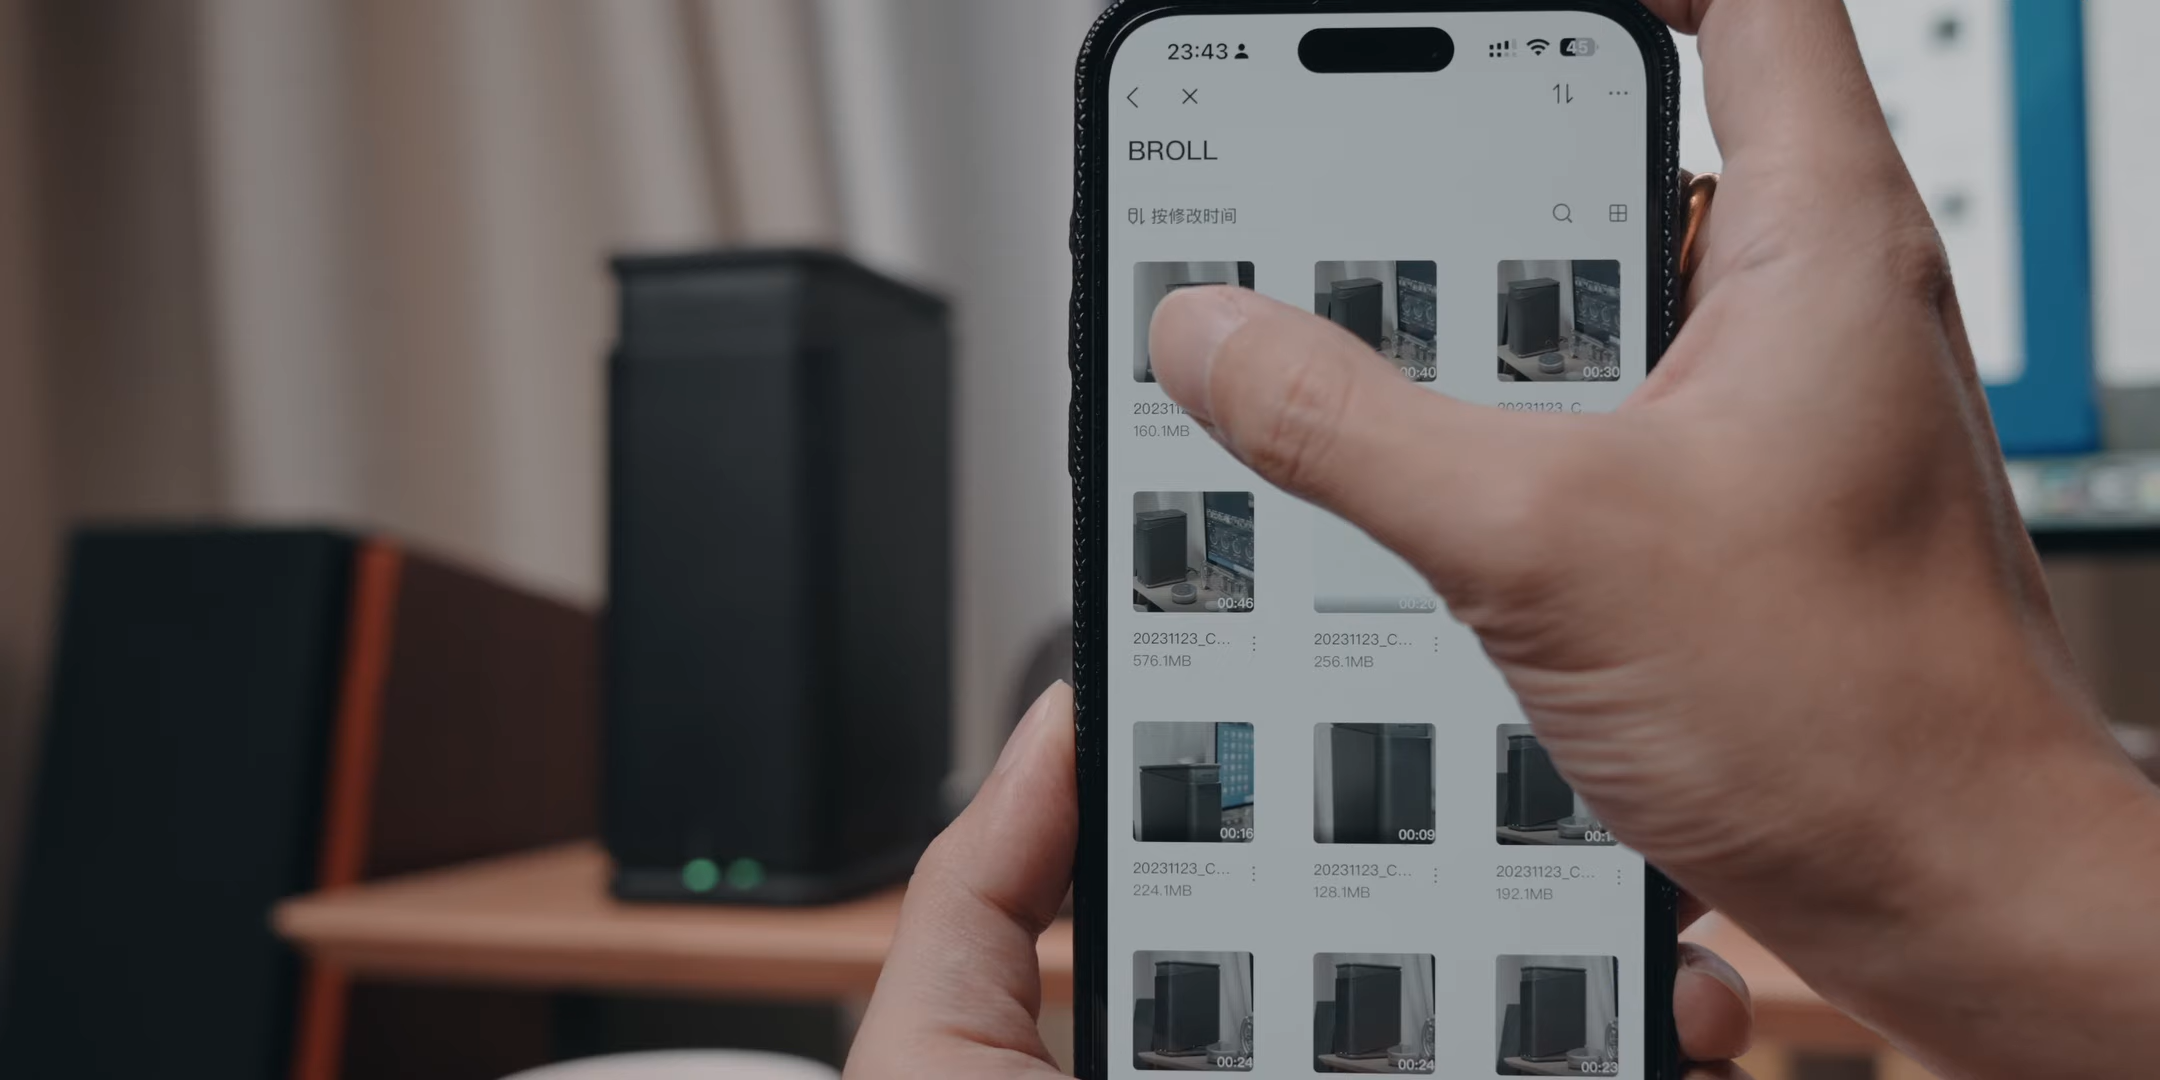 23:43
45
BROLL
按修改时间
00:40
00:30
160.1MB
20231123_C
00:46
00:20
20231123_C...
20231123_C...
576.1MB
256.1MB
00:16
00:09
20231123_C...
20231123_C...
20231123_C...
224.1MB
128.1MB
192.1MB
00:24
00:24
00:23